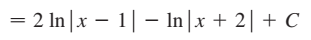 = 2 ln|x − 1| − ln|x + 2| + C